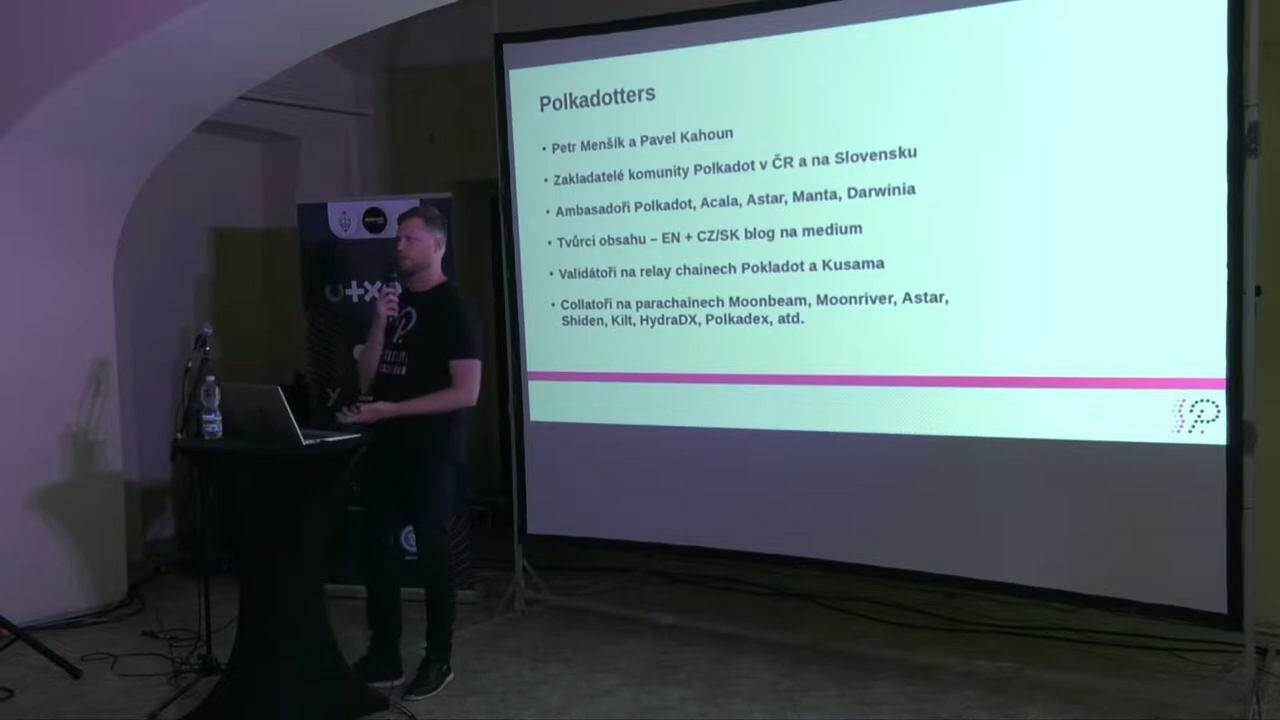 Polkadotters
• Petr Menšík a Pavel Kahoun
• Zakladatelé komunity Polkadot v ČR a na Slovensku
• Ambasadoři Polkadot, Acala, Astar, Manta, Darwinia
• Tvůrci obsahu – EN + CZ/SK blog na medium
• Validátoři na relay chainech Pokladot a Kusama
• Collatoři na parachainech Moonbeam, Moonriver, Astar,
Shiden, Kilt, HydraDX, Polkadex, atd.